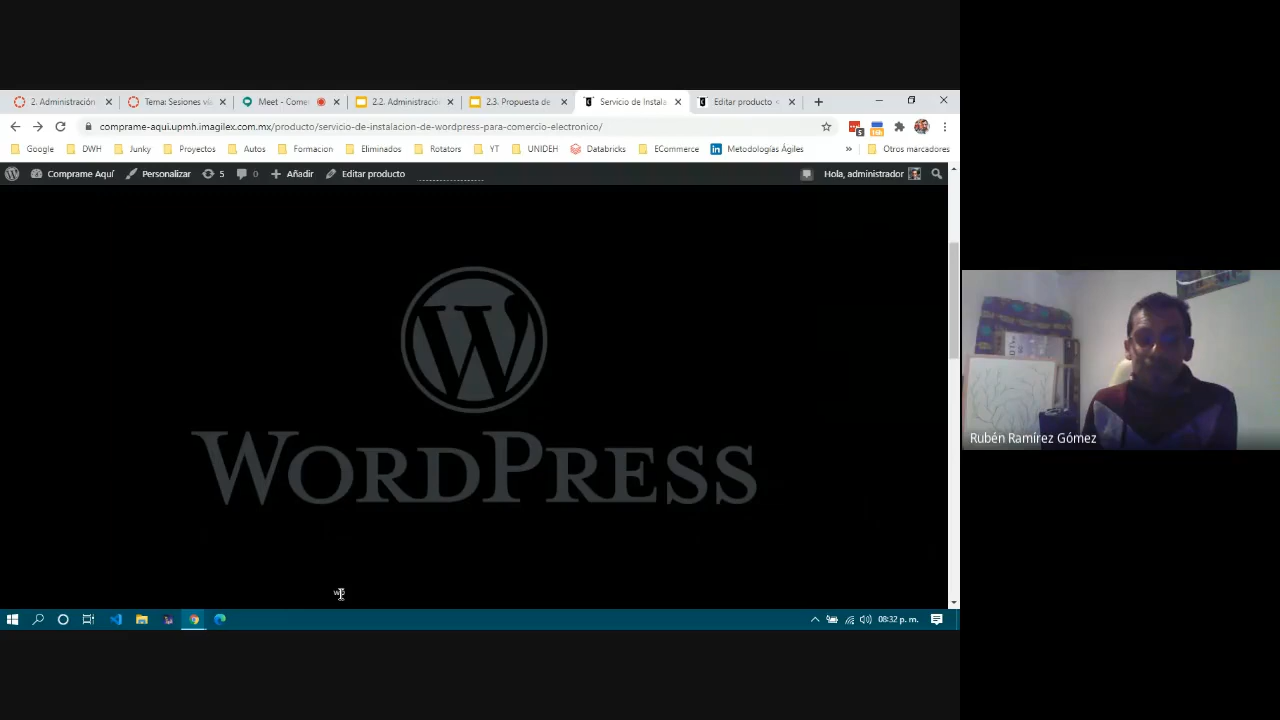 2. Administración
Tema: Sesiones vía
Meet - Come
2.2. Administració
2.3. Propuesta de
Servicio de Instala
Editar producto <
comprame-aqui.upmh.imagilex.com.mx/producto/servicio-de-instalacion-de-wordpress-para-comercio-electronico/
5
Google
DWH
Junky
Proyectos
Autos
Formacion
Eliminados
Rotators
YT
UNIDEH
Databricks
ECommerce
Metodologías Ágiles
»
Otros marcadores
Comprame Aquí
Personalizar
5
0
Añadir
Editar producto
Hola, administrador
WORDPRESS
Rubén Ramírez Gómez
08:32 p. m.